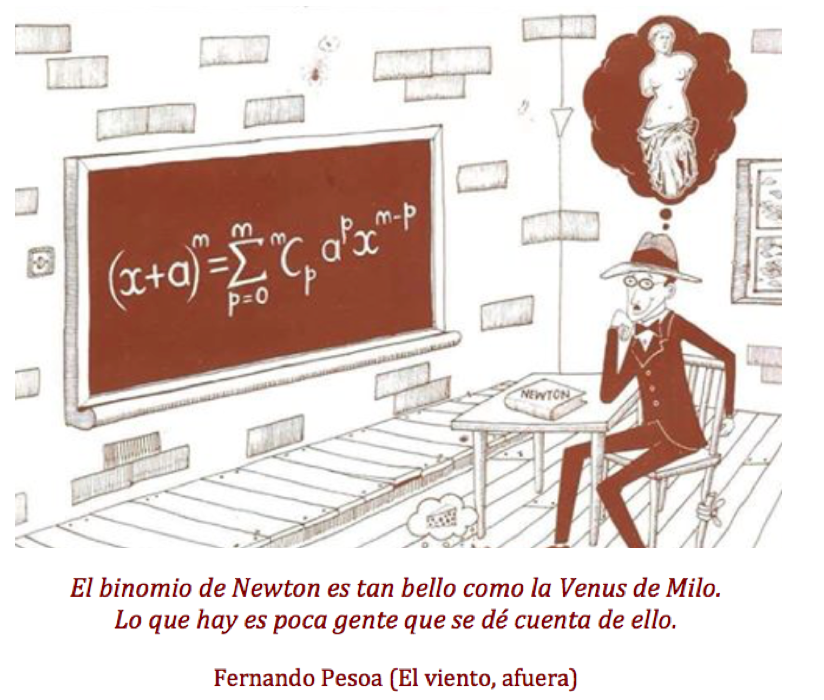 (x+a)^m = \sum_{p=0}^{m} {}^mC_p a^p x^{m-p}
NEWTON
El binomio de Newton es tan bello como la Venus de Milo.
Lo que hay es poca gente que se dé cuenta de ello.
Fernando Pesoa (El viento, afuera)